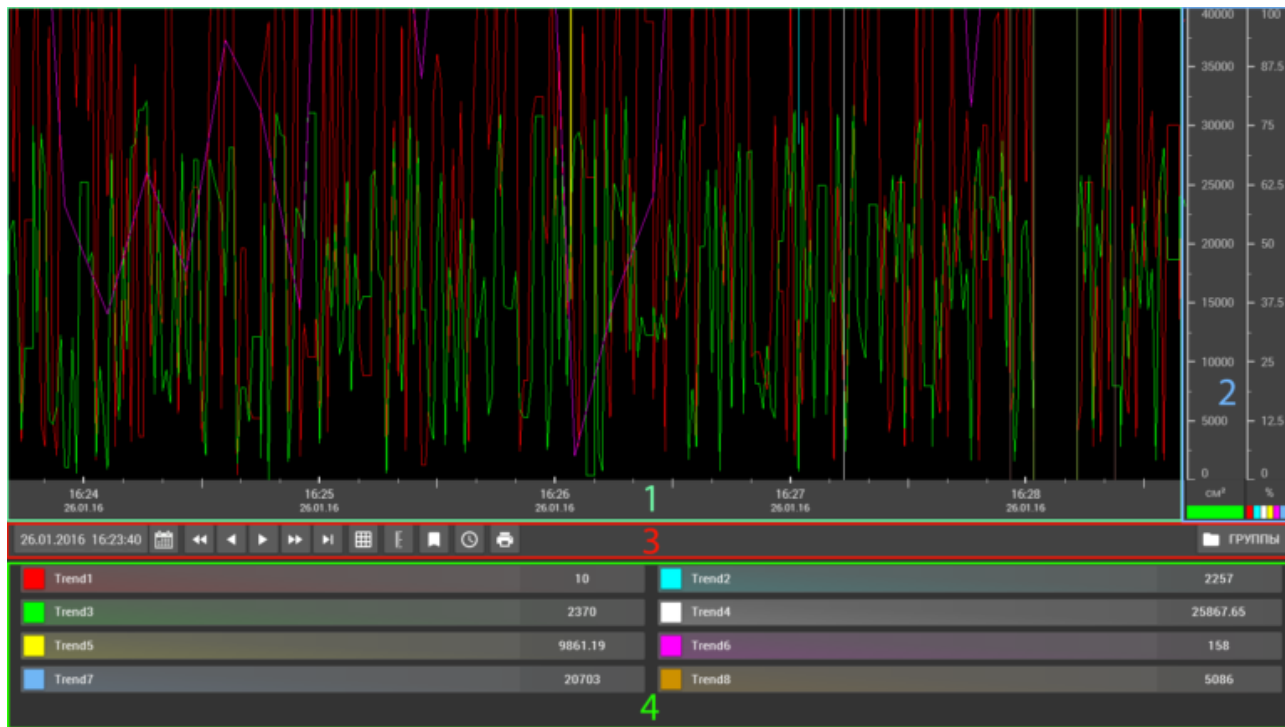 40000 100
35000 87.5
30000 75
25000 62.5
20000 50
15000 37.5
10000 25
2
5000 12.5
0 0
16:24 16:25 16:26 16:27 16:28
26.01.16 26.01.16 26.01.16 26.01.16 26.01.16
1
см² %
26.01.2016 16:23:40 3 ГРУППЫ
Trend1 10 Trend2 2257
Trend3 2370 Trend4 25867.65
Trend5 9861.19 Trend6 158
Trend7 20703 Trend8 5086
4